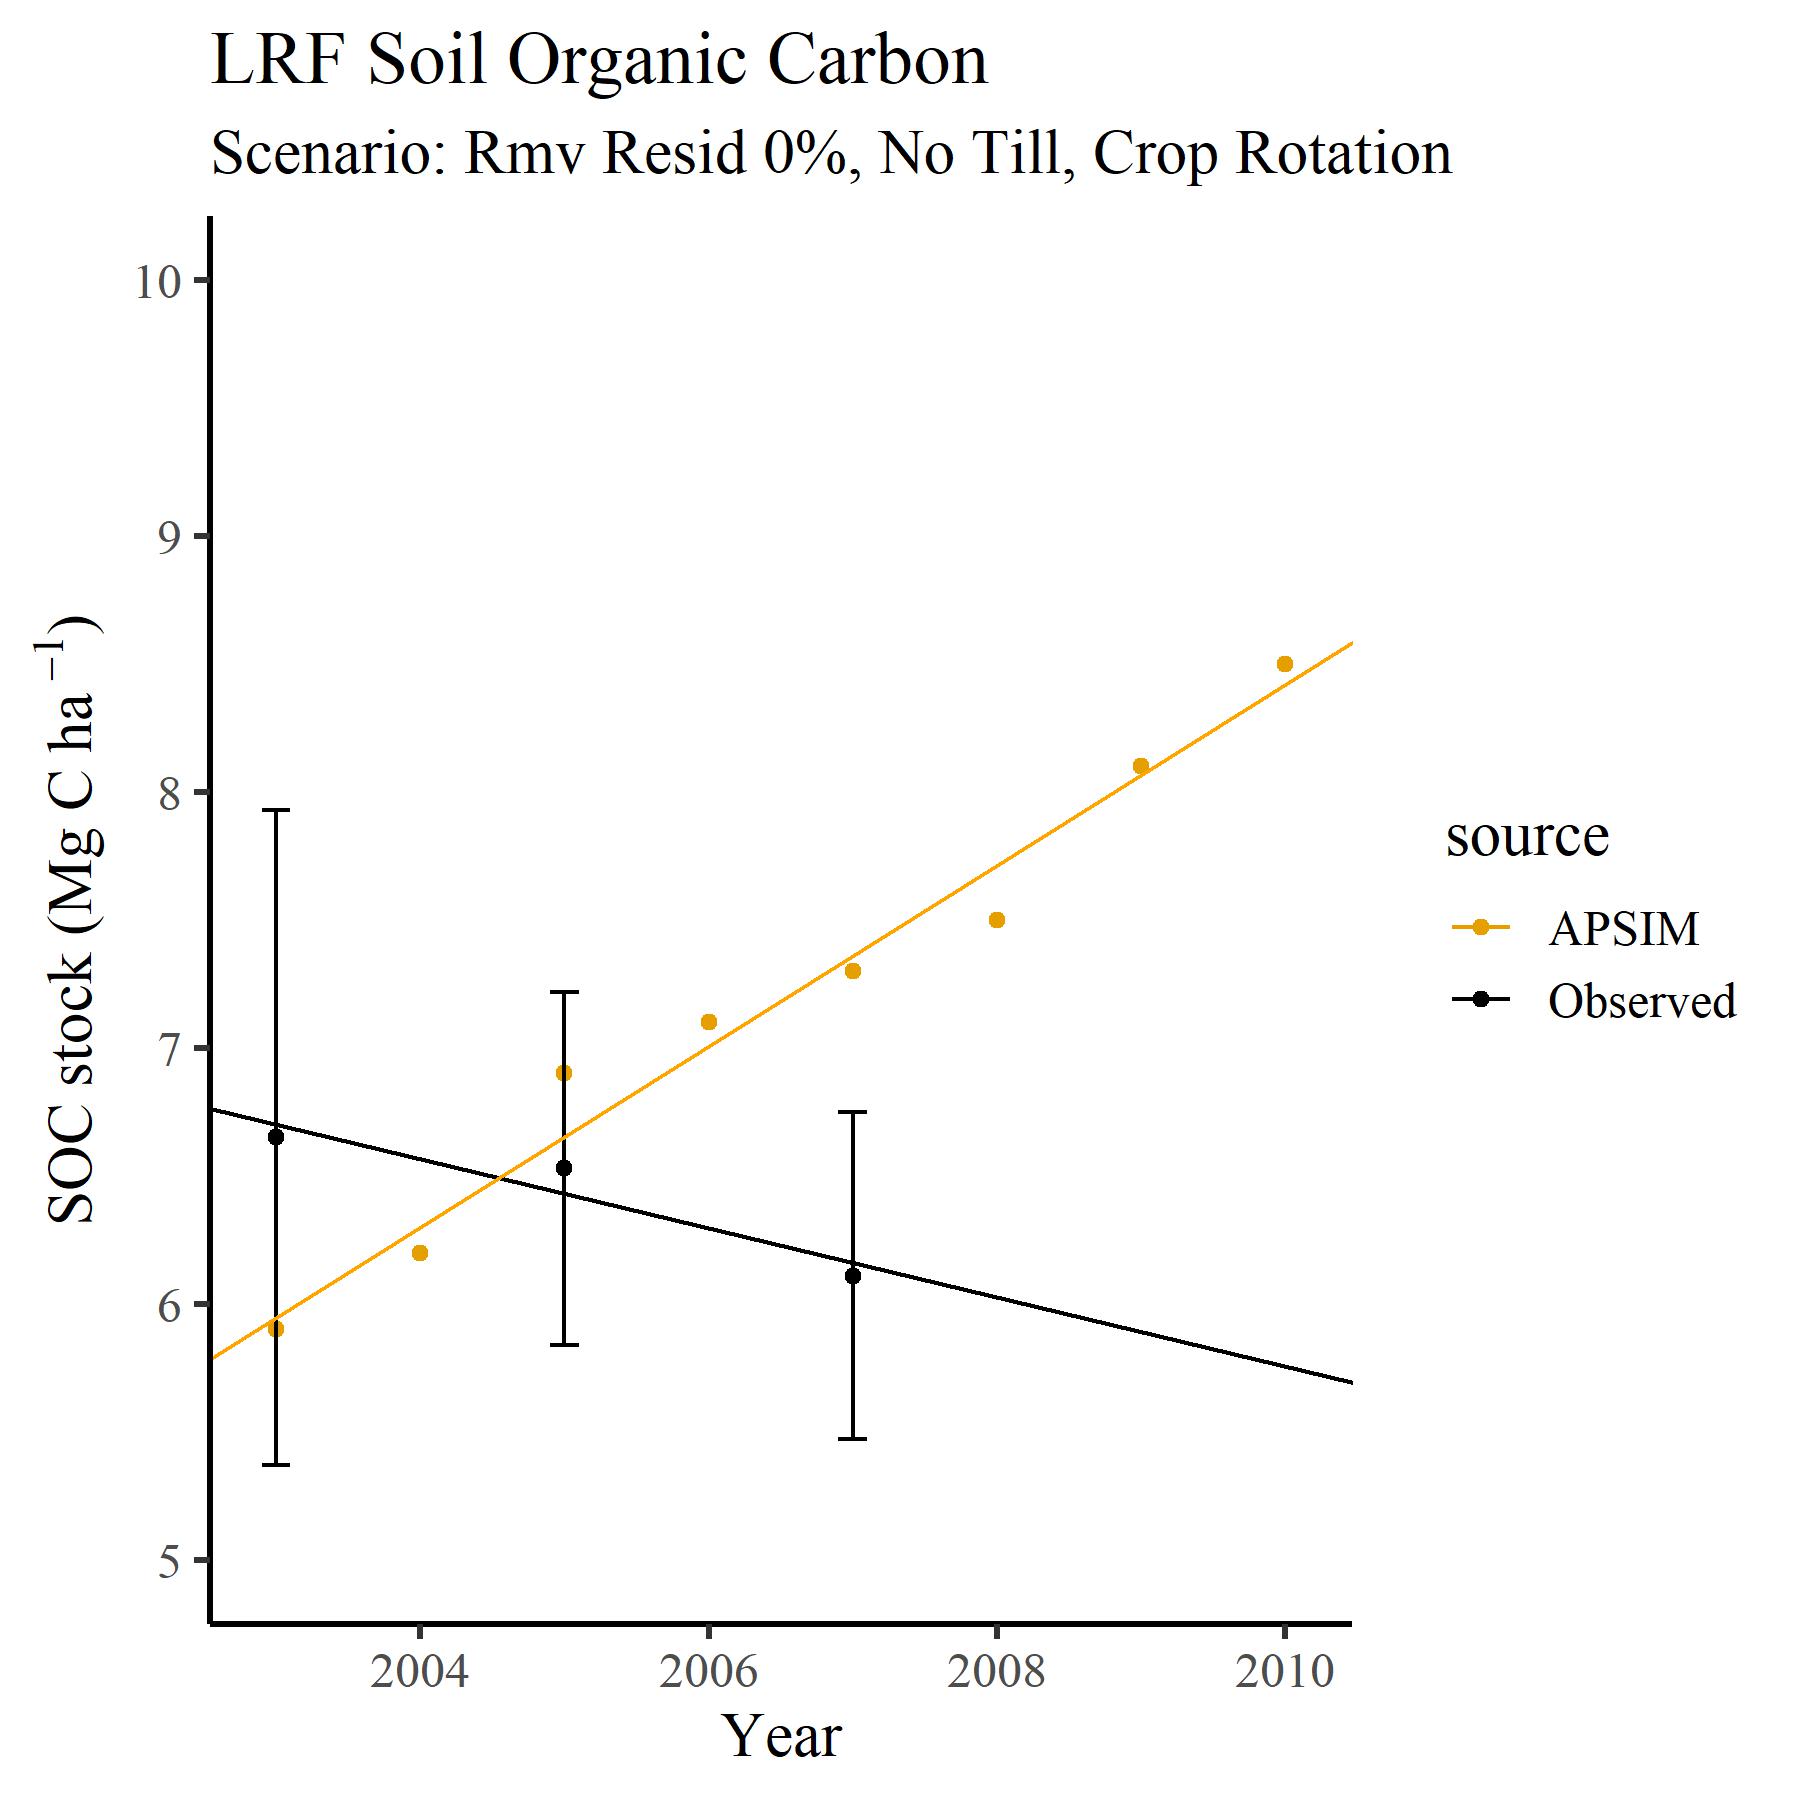 LRF Soil Organic Carbon
Scenario: Rmv Resid 0%, No Till, Crop Rotation
SOC stock (Mg C ha −1)
10
9
8
7
6
5
2004 2006 2008 2010
Year
source
APSIM
Observed